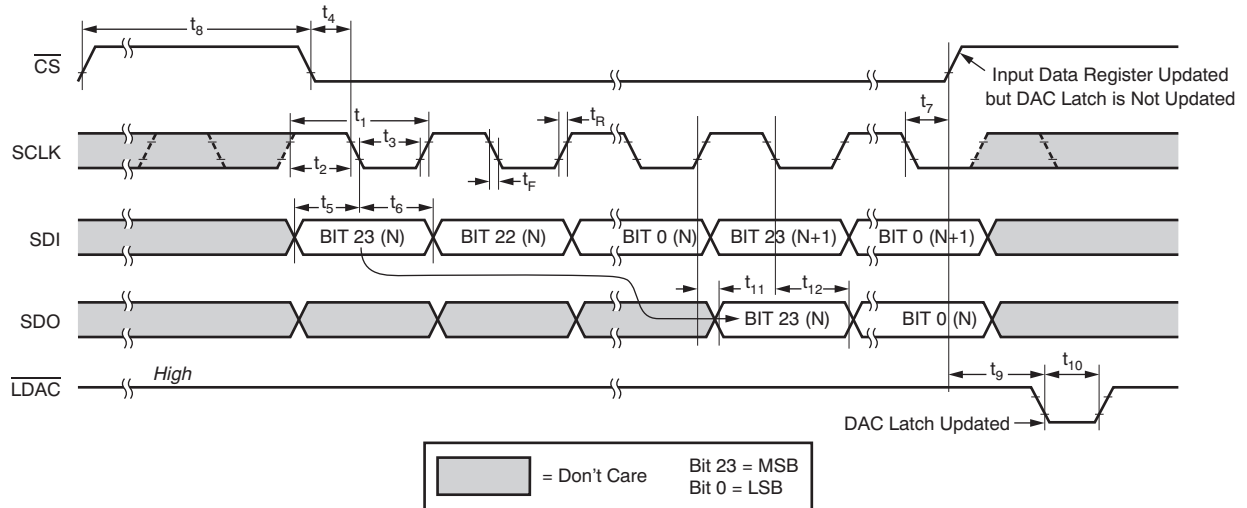 t8
t4
CS
Input Data Register Updated
but DAC Latch is Not Updated
t1
t7
tR
t3
SCLK
t2
tF
t5
t6
SDI
BIT 23 (N)
BIT 22 (N)
BIT 0 (N)
BIT 23 (N+1)
BIT 0 (N+1)
t11
t12
SDO
BIT 23 (N)
BIT 0 (N)
High
t9
t10
LDAC
DAC Latch Updated
= Don't Care
Bit 23 = MSB
Bit 0 = LSB